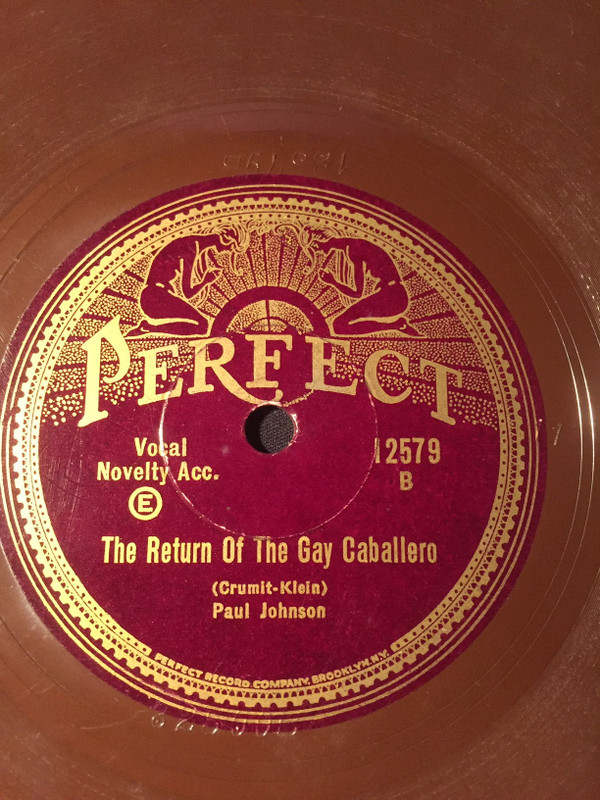 PERFECT
Vocal
Novelty Acc.
E
12579
B
The Return Of The Gay Caballero
(Crumit-Klein)
Paul Johnson
PERFECT RECORD COMPANY, BROOKLYN, N.Y.